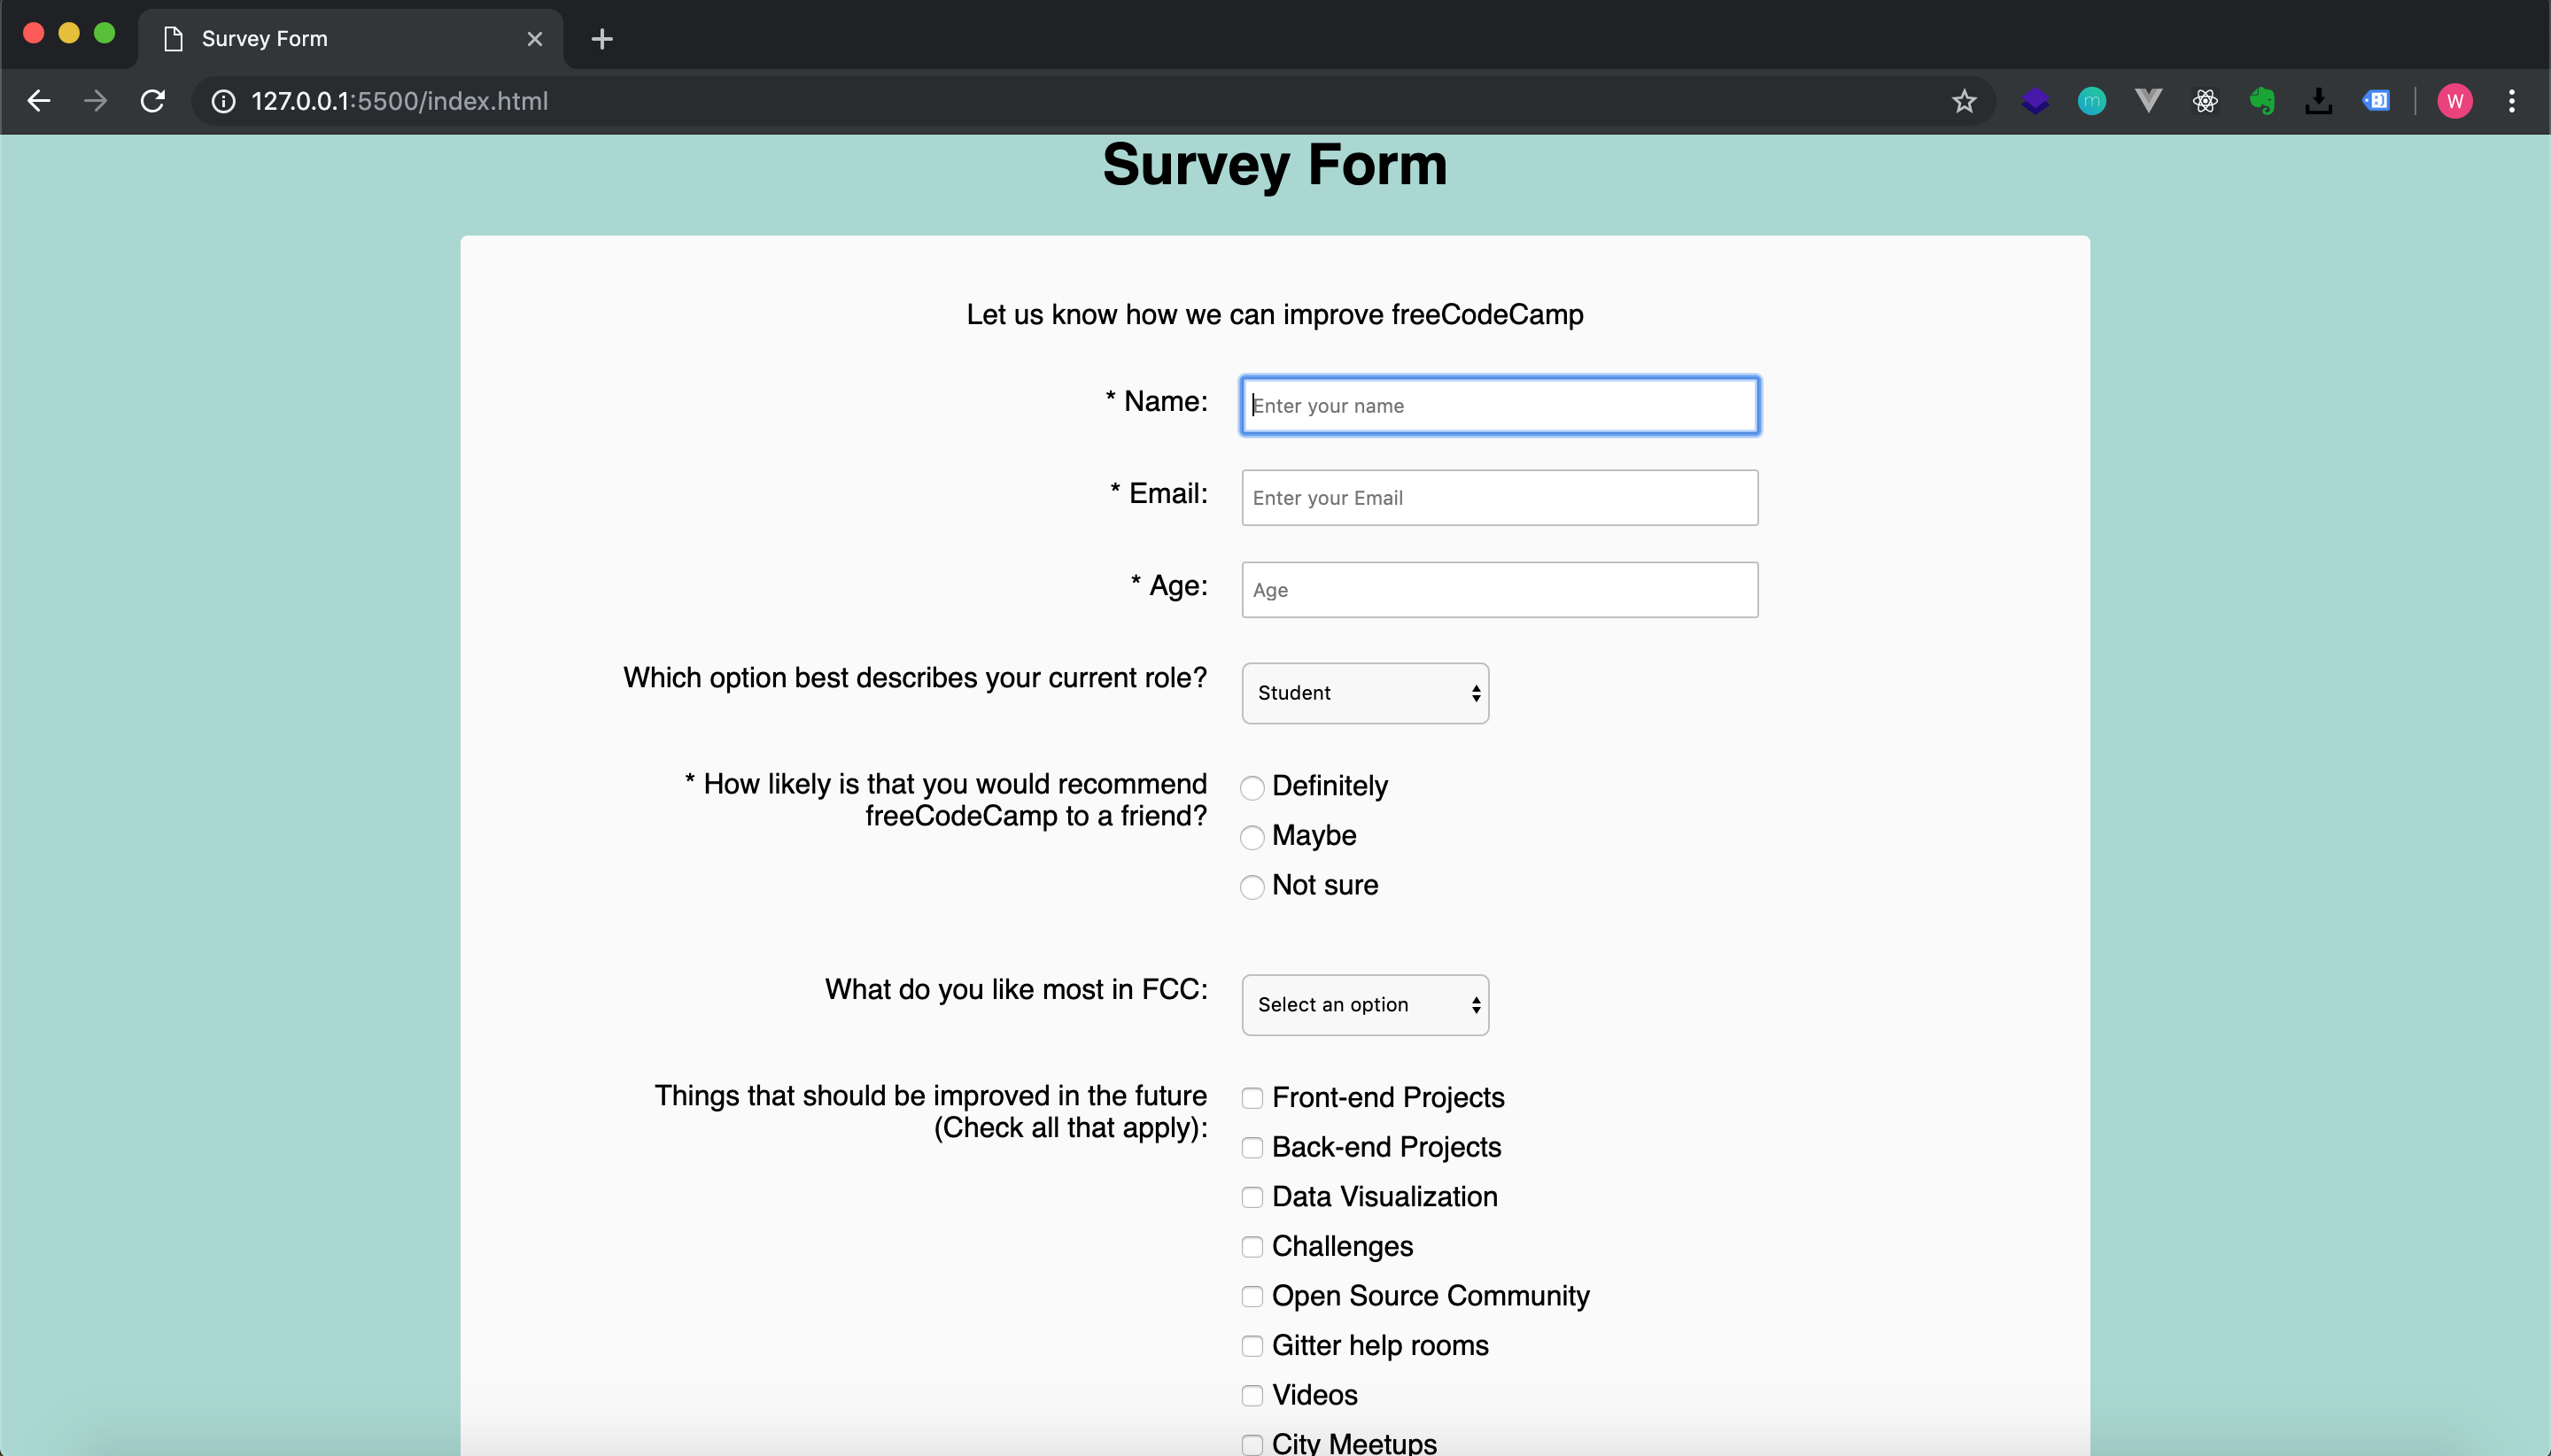 Survey Form
127.0.0.1:5500/index.html
m
W
Survey Form
Let us know how we can improve freeCodeCamp
* Name:
Enter your name
* Email:
Enter your Email
* Age:
Age
Which option best describes your current role?
Student
* How likely is that you would recommend
freeCodeCamp to a friend?
Definitely
Maybe
Not sure
What do you like most in FCC:
Select an option
Things that should be improved in the future
(Check all that apply):
Front-end Projects
Back-end Projects
Data Visualization
Challenges
Open Source Community
Gitter help rooms
Videos
City Meetups